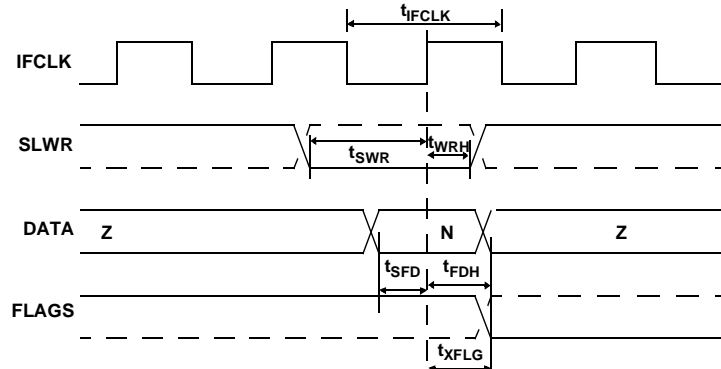 tIFCLK
IFCLK
SLWR
tSWR
tWRH
DATA
Z
N
Z
tSFD
tFDH
FLAGS
tXFLG